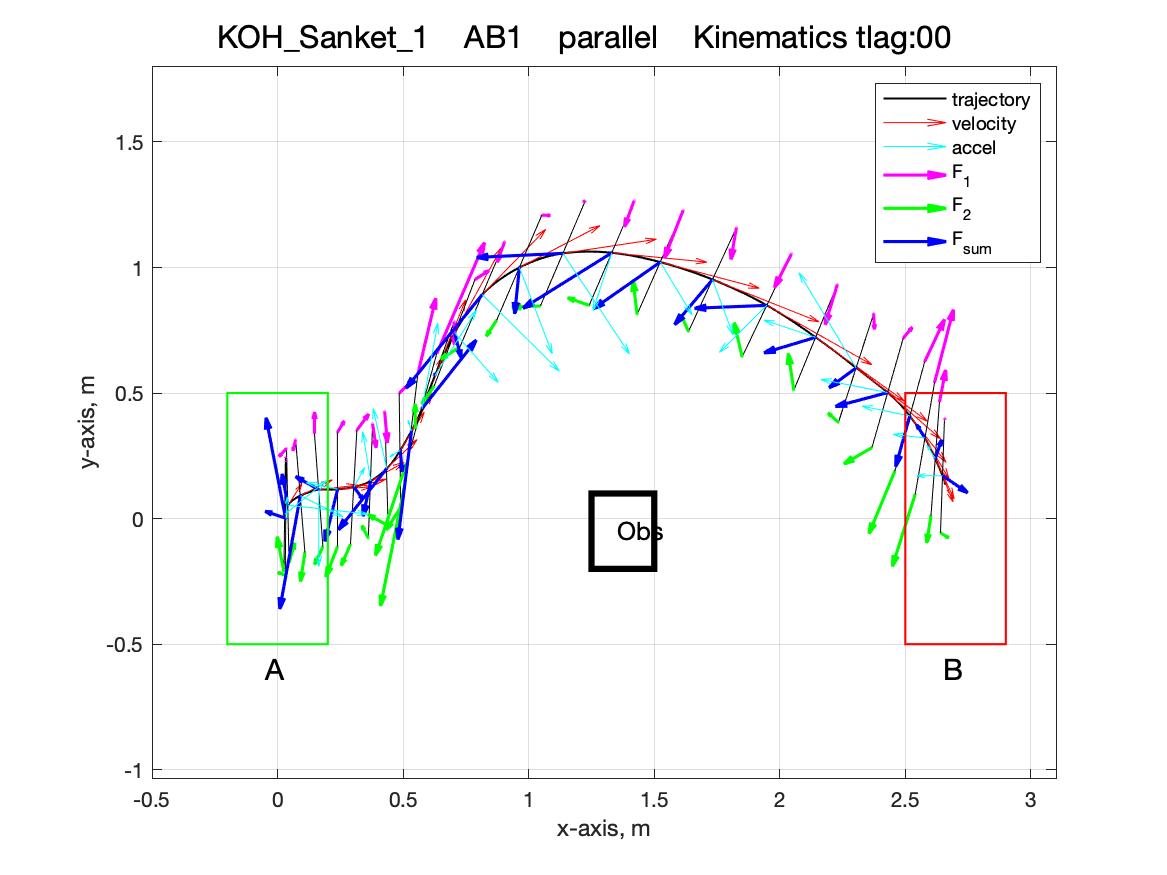 KOH_Sanket_1 AB1 parallel Kinematics tlag:00
trajectory
velocity
accel
F1
F2
Fsum
1.5
1
0.5
0
-0.5
-1
y-axis, m
Obs
A
B
-0.5 0 0.5 1 1.5 2 2.5 3
x-axis, m